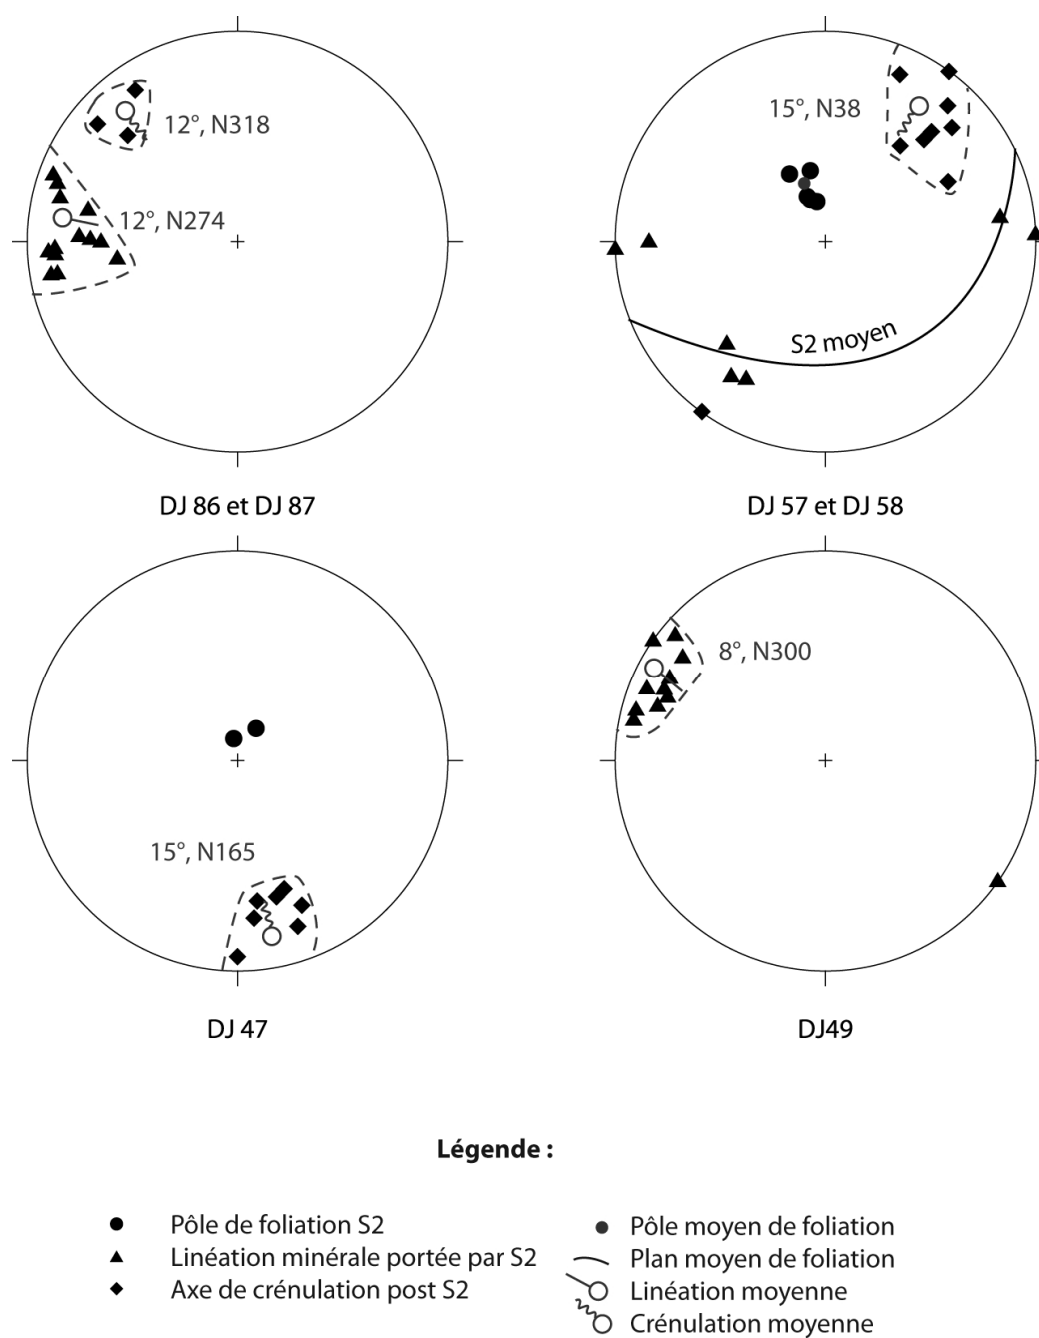 12°, N318
12°, N274
DJ 86 et DJ 87
15°, N38
S2 moyen
DJ 57 et DJ 58
15°, N165
DJ 47
8°, N300
DJ49
Légende :
Pôle de foliation S2
Linéation minérale portée par S2
Axe de crénulation post S2
Pôle moyen de foliation
Plan moyen de foliation
Linéation moyenne
Crénulation moyenne